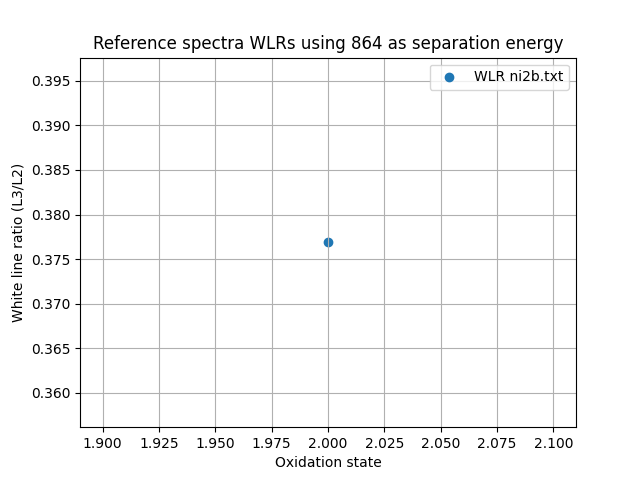 Reference spectra WLRs using 864 as separation energy
WLR ni2b.txt
White line ratio (L3/L2)
0.395
0.390
0.385
0.380
0.375
0.370
0.365
0.360
1.900 1.925 1.950 1.975 2.000 2.025 2.050 2.075 2.100
Oxidation state